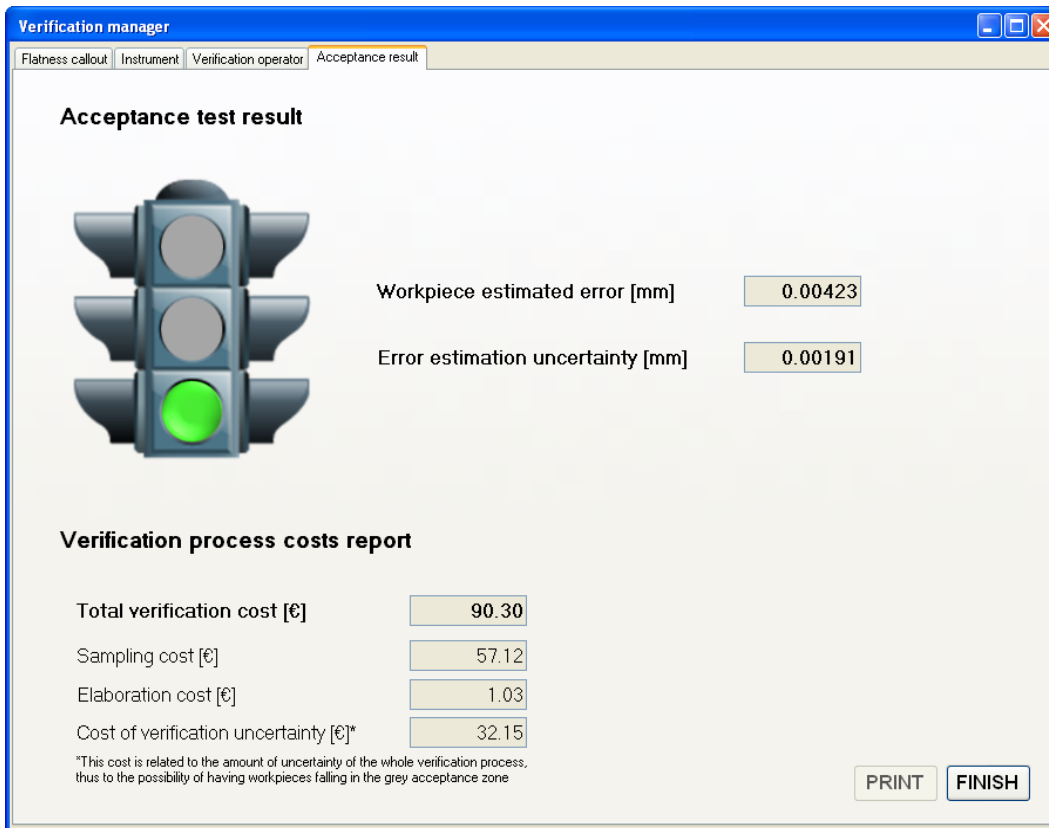 Verification manager
Flatness callout Instrument Verification operator Acceptance result
Acceptance test result
Workpiece estimated error [mm] 0.00423
Error estimation uncertainty [mm] 0.00191
Verification process costs report
Total verification cost [€] 90.30
Sampling cost [€] 57.12
Elaboration cost [€] 1.03
Cost of verification uncertainty [€]* 32.15
*This cost is related to the amount of uncertainty of the whole verification process,
thus to the possibility of having workpieces falling in the grey acceptance zone
PRINT FINISH